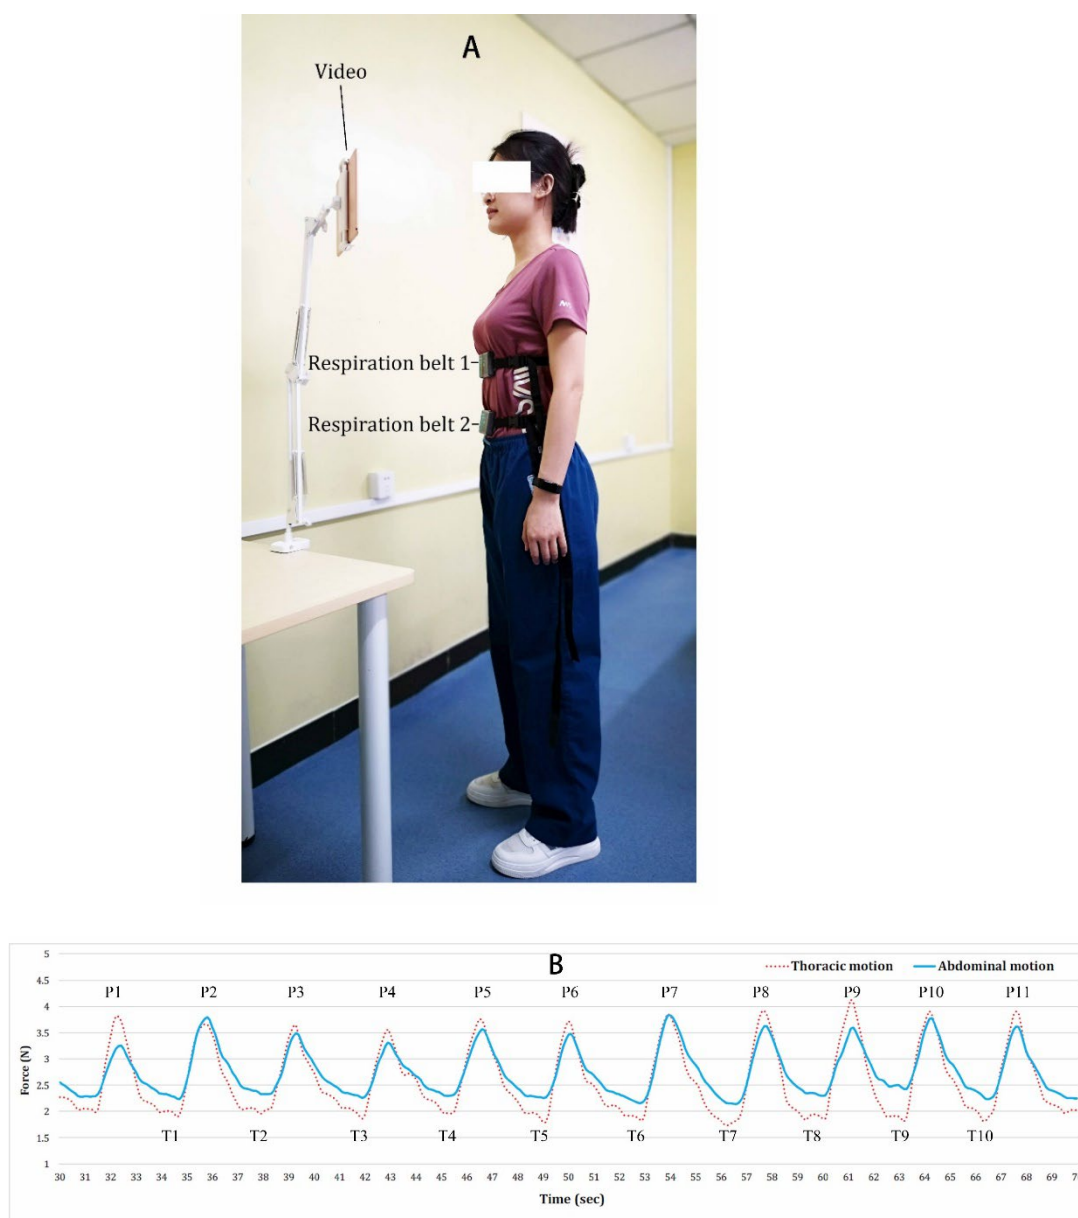 A
Video
Respiration belt 1
Respiration belt 2
B
Thoracic motion Abdominal motion
5
4.5
4
3.5
3
2.5
2
1.5
1
Force (N)
P1 P2 P3 P4 P5 P6 P7 P8 P9 P10 P11
T1 T2 T3 T4 T5 T6 T7 T8 T9 T10
30 31 32 33 34 35 36 37 38 39 40 41 42 43 44 45 46 47 48 49 50 51 52 53 54 55 56 57 58 59 60 61 62 63 64 65 66 67 68 69
Time (sec)